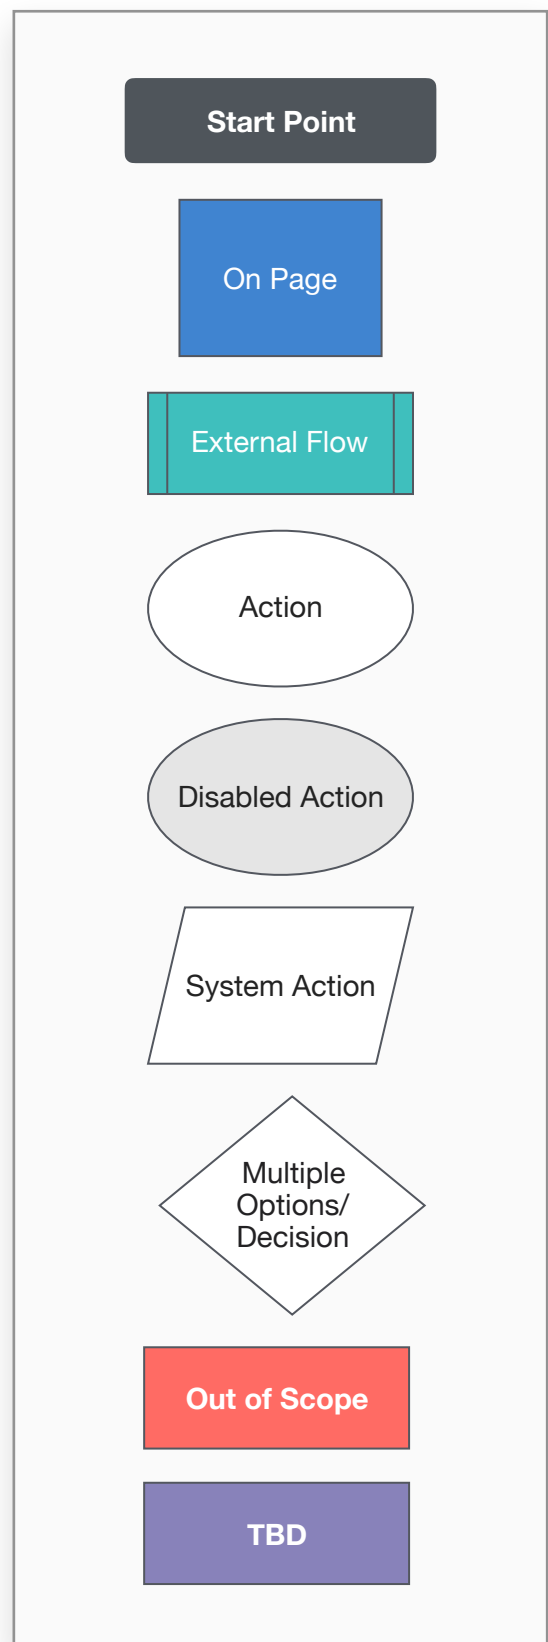 Start Point
On Page
External Flow
Action
Disabled Action
System Action
Multiple
Options/
Decision
Out of Scope
TBD